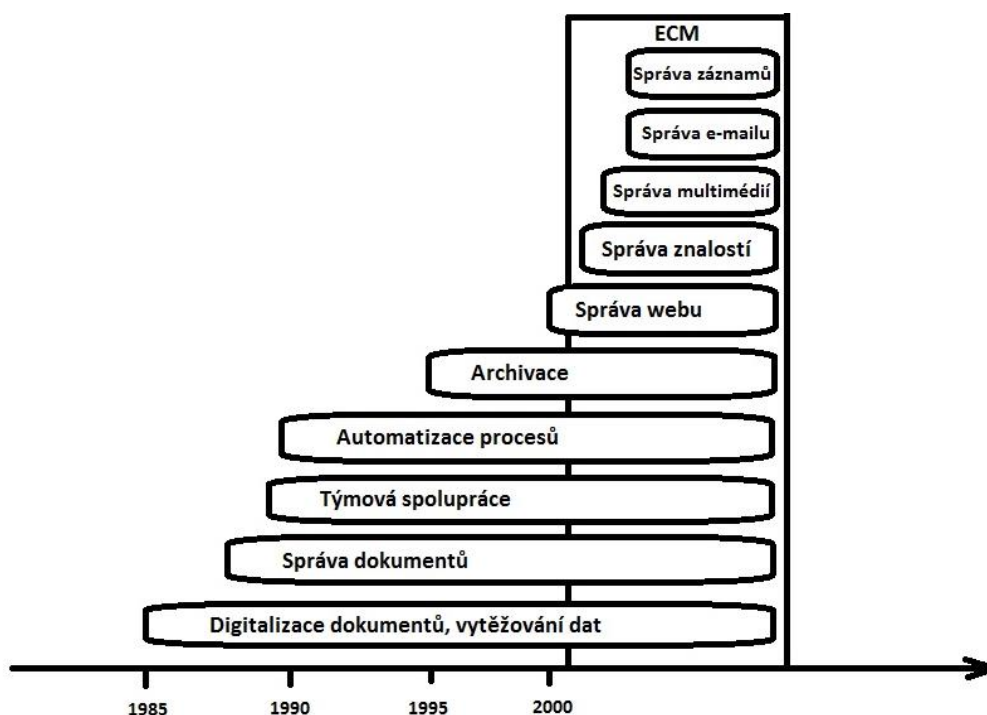 ECM
Správa záznamů
Správa e-mailu
Správa multimédií
Správa znalostí
Správa webu
Archivace
Automatizace procesů
Týmová spolupráce
Správa dokumentů
Digitalizace dokumentů, vytěžování dat
1985 1990 1995 2000